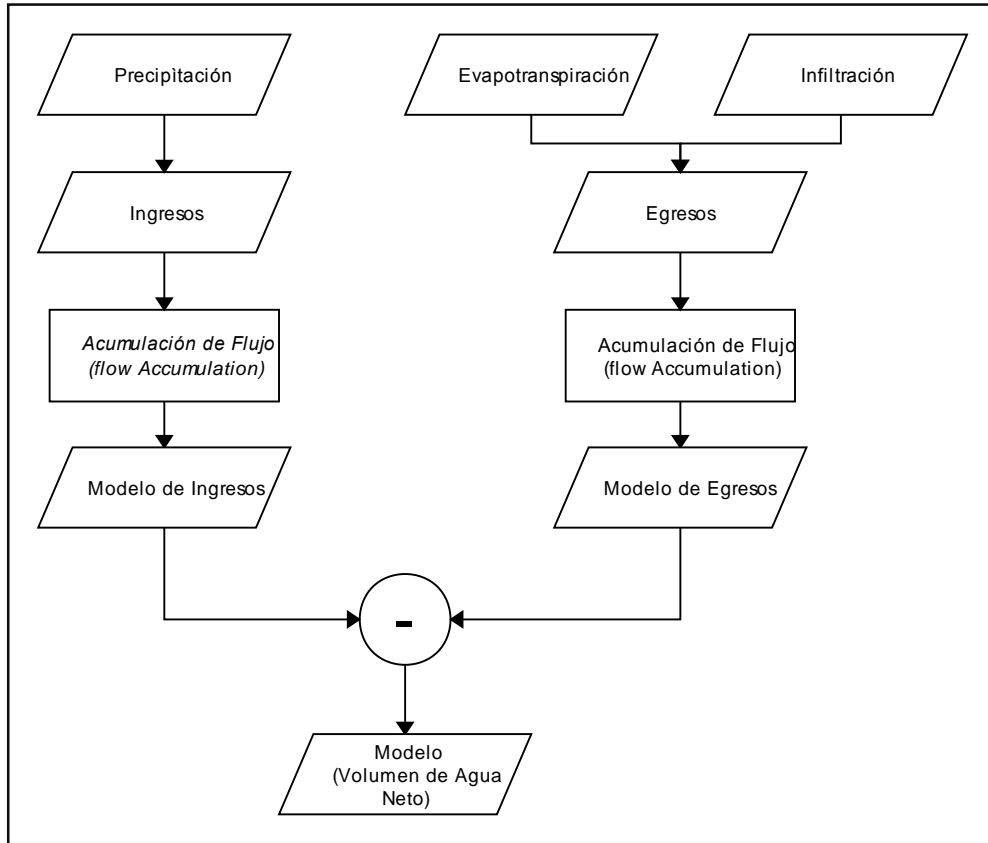 Precipìtación
Evapotranspiración
Infiltración
Ingresos
Egresos
Acumulación de Flujo
(flow Accumulation)
Acumulación de Flujo
(flow Accumulation)
Modelo de Ingresos
Modelo de Egresos
-
Modelo
(Volumen de Agua
Neto)